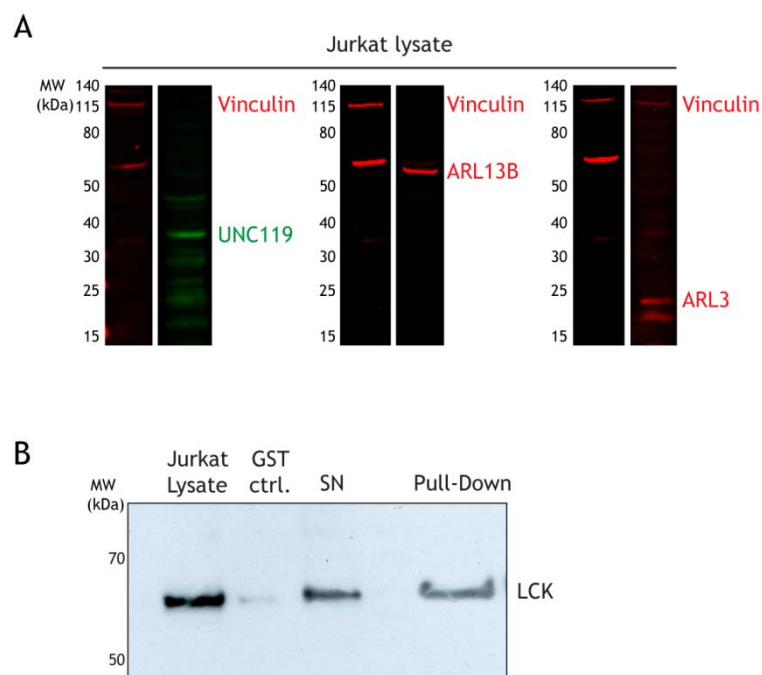 A
Jurkat lysate
MW
(kDa)
140
115
80
50
40
30
25
15
Vinculin
UNC119
140
115
80
50
40
30
25
15
Vinculin
ARL13B
140
115
80
50
40
30
25
15
Vinculin
ARL3
B
MW
(kDa)
Jurkat
Lysate
GST
ctrl.
SN
Pull-Down
70
50
LCK